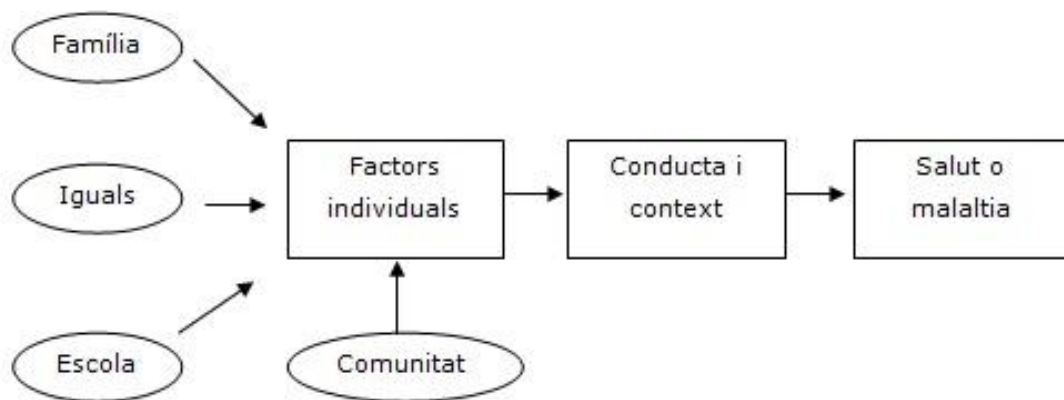 Família
Iguals
Escola
Factors
individuals
Comunitat
Conducta i
context
Salut o
malaltia